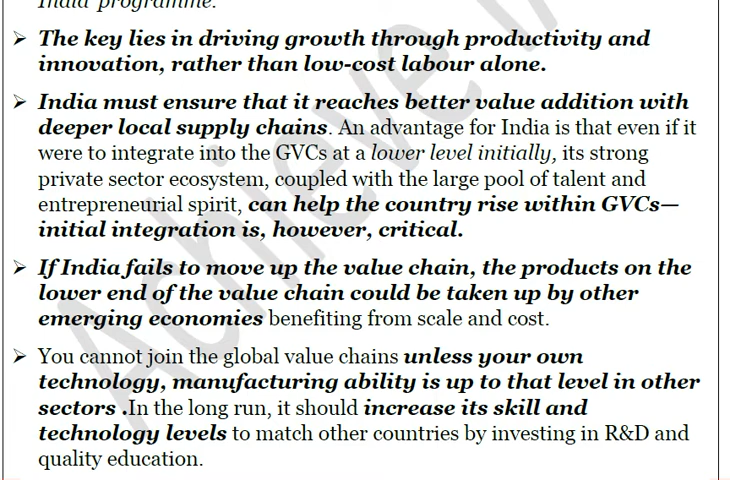 India' programme.
➢ The key lies in driving growth through productivity and
innovation, rather than low-cost labour alone.
➢ India must ensure that it reaches better value addition with
deeper local supply chains. An advantage for India is that even if it
were to integrate into the GVCs at a lower level initially, its strong
private sector ecosystem, coupled with the large pool of talent and
entrepreneurial spirit, can help the country rise within GVCs—
initial integration is, however, critical.
➢ If India fails to move up the value chain, the products on the
lower end of the value chain could be taken up by other
emerging economies benefiting from scale and cost.
➢ You cannot join the global value chains unless your own
technology, manufacturing ability is up to that level in other
sectors .In the long run, it should increase its skill and
technology levels to match other countries by investing in R&D and
quality education.
Achieve